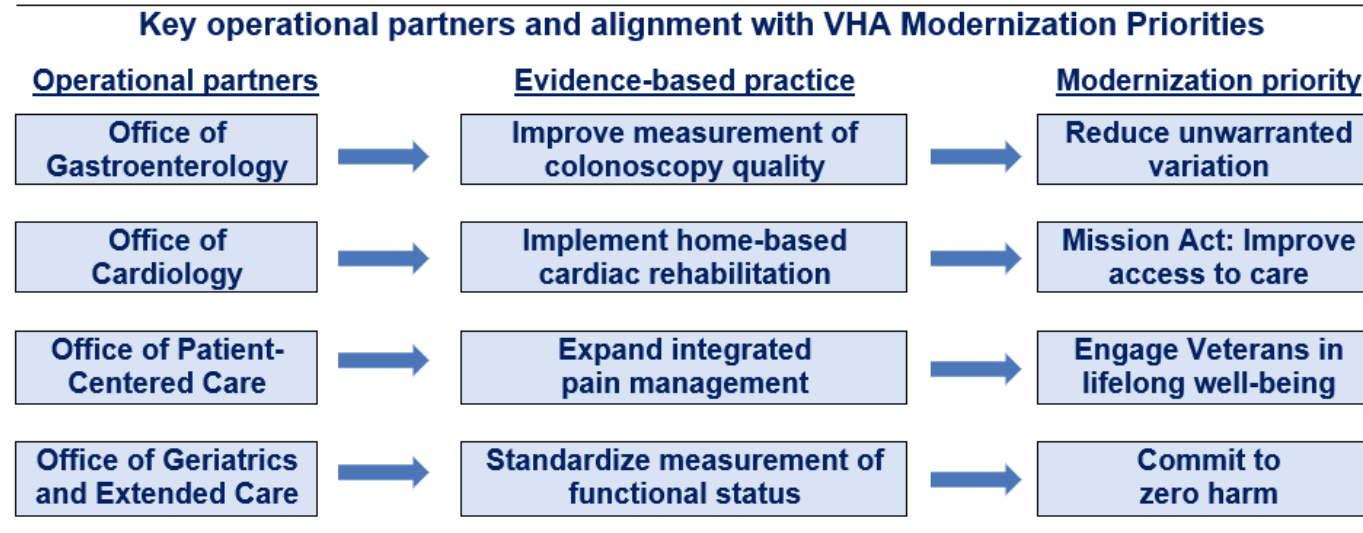 Key operational partners and alignment with VHA Modernization Priorities
Operational partners
Evidence-based practice
Modernization priority
Office of
Gastroenterology
Improve measurement of
colonoscopy quality
Reduce unwarranted
variation
Office of
Cardiology
Implement home-based
cardiac rehabilitation
Mission Act: Improve
access to care
Office of Patient-
Centered Care
Expand integrated
pain management
Engage Veterans in
lifelong well-being
Office of Geriatrics
and Extended Care
Standardize measurement of
functional status
Commit to
zero harm